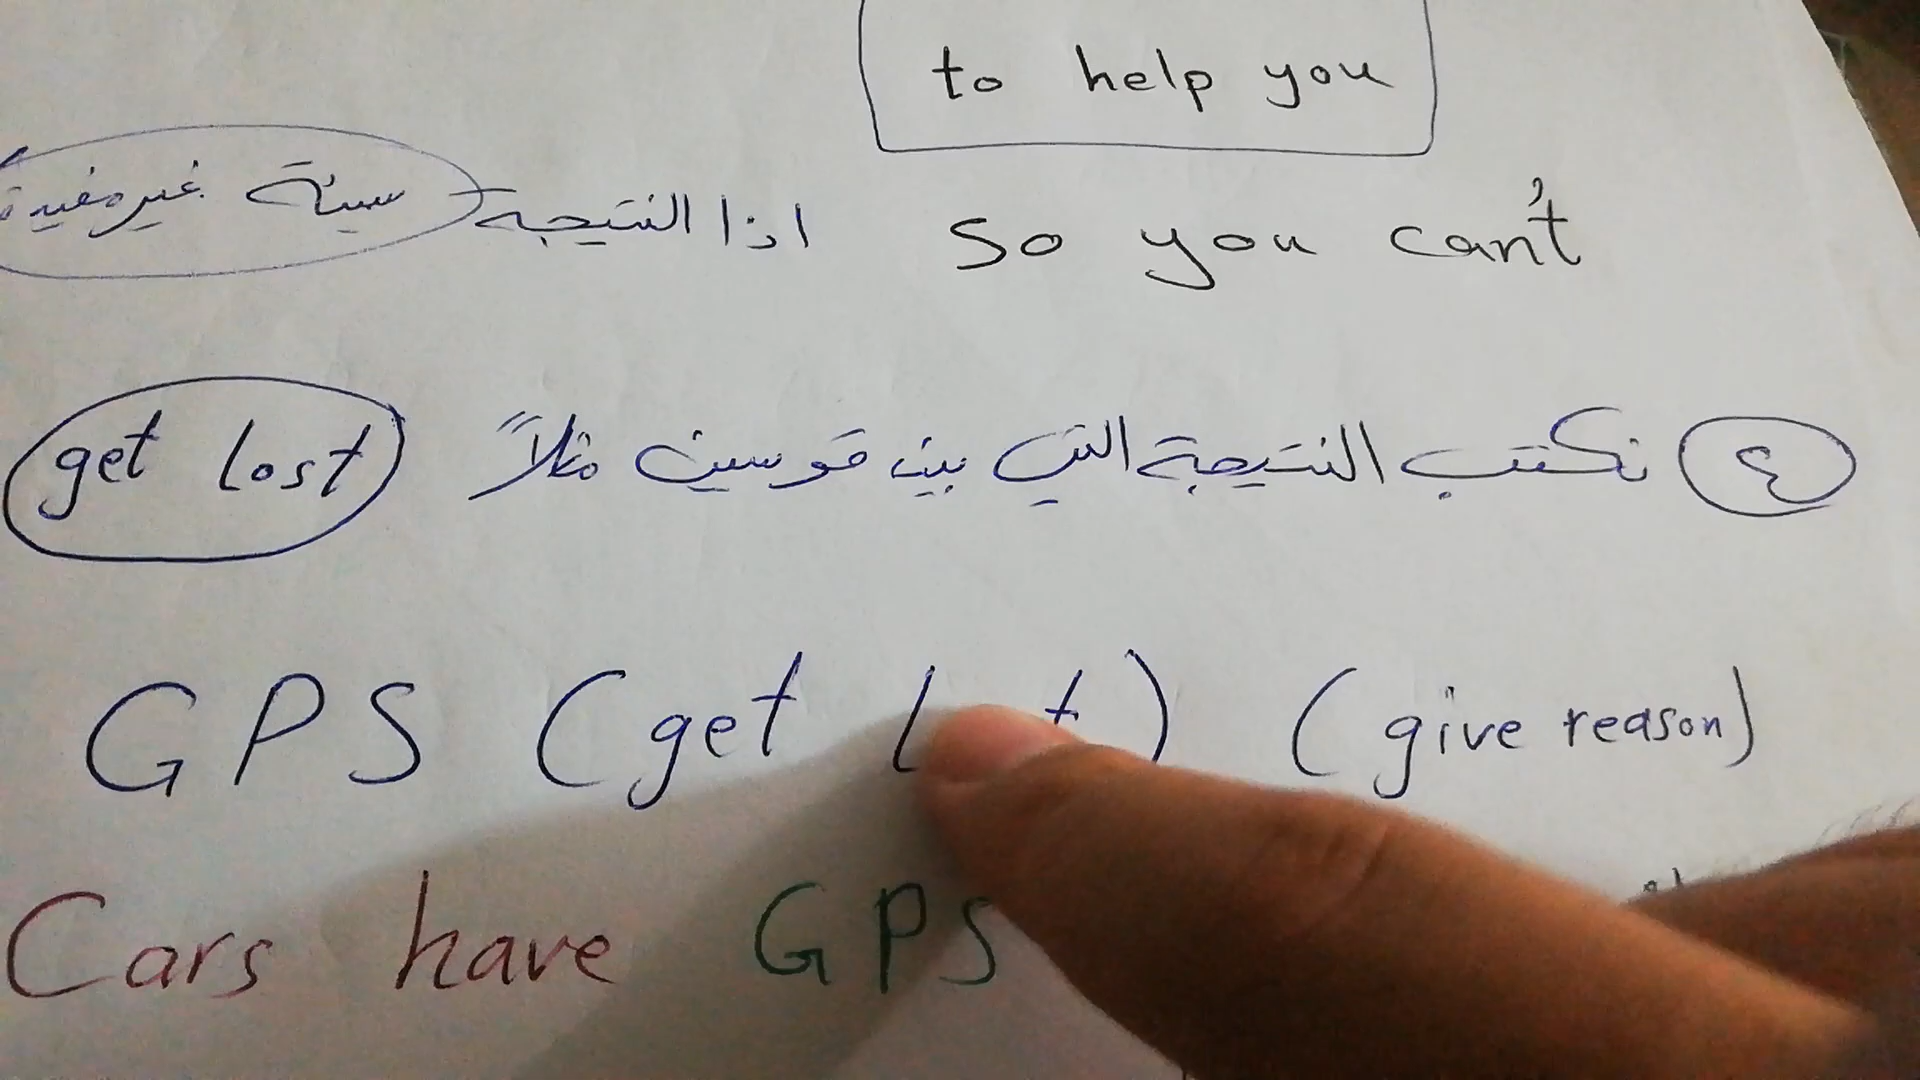 to help you
so you can't اذا النتيجة سيئة غير مفيدة
٤ نكتب النتيجة التي بين قوسين مثلاً get lost
GPS (get l t) (give reason)
Cars have GPS